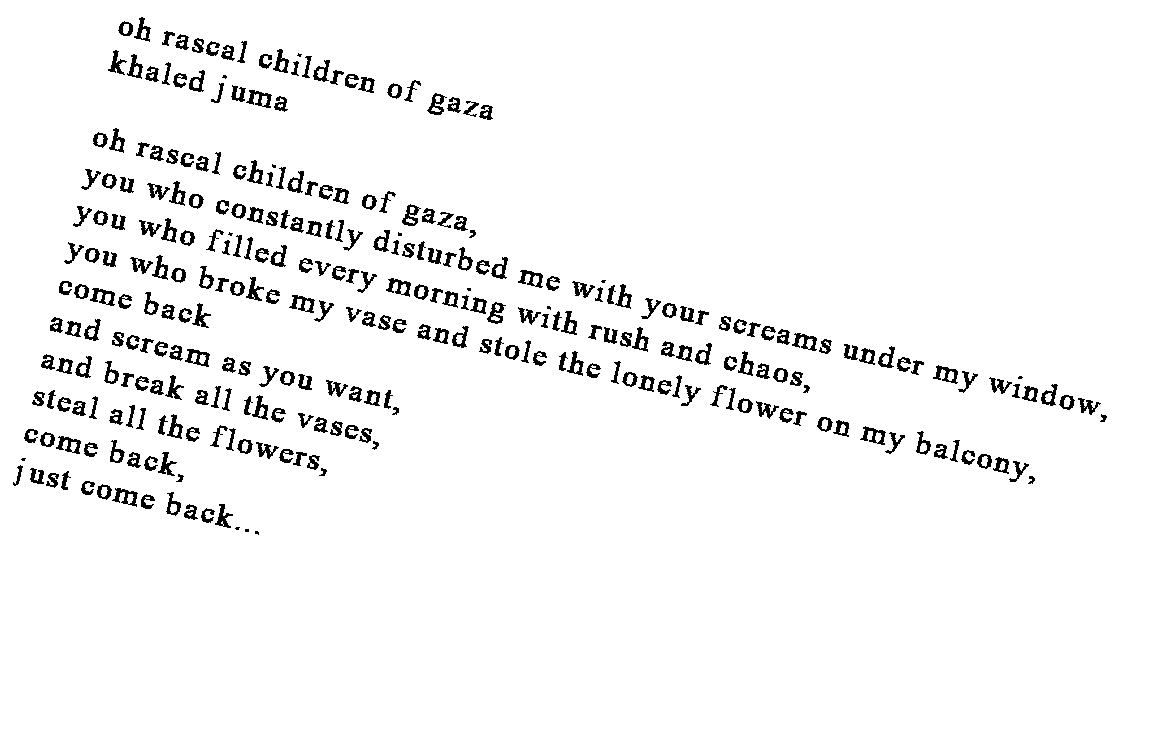 oh rascal children of gaza
khaled juma
oh rascal children of gaza,
you who constantly disturbed me with your screams under my window,
you who filled every morning with rush and chaos,
you who broke my vase and stole the lonely flower on my balcony,
come back
and scream as you want,
and break all the vases,
steal all the flowers,
come back,
just come back...